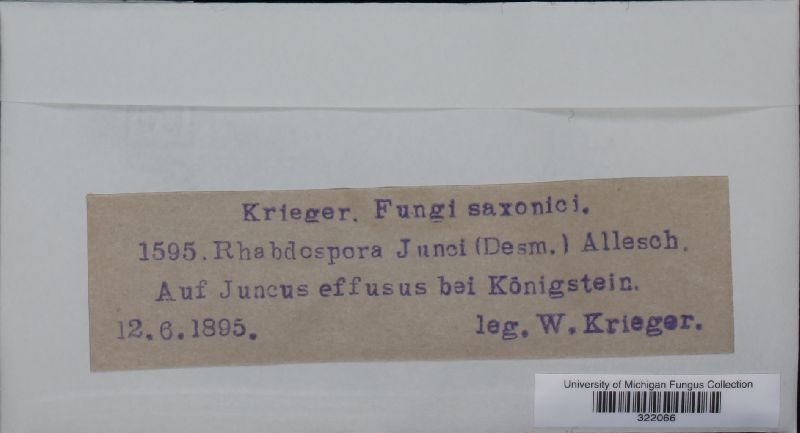 Krieger. Fungi saxonici.
1595. Rhabdospora Junci (Desm.) Allesch.
Auf Juncus effusus bei Königstein.
12.6.1895. leg. W. Krieger.
University of Michigan Fungus Collection
322066